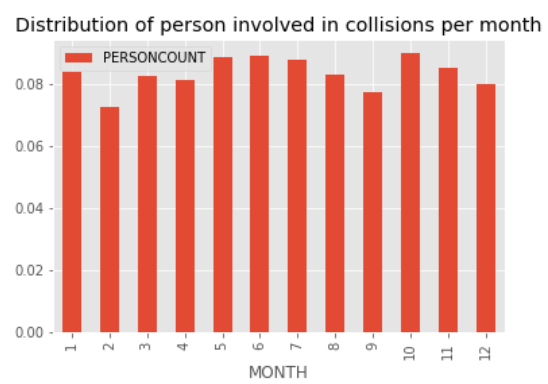 Distribution of person involved in collisions per month
PERSONCOUNT
0.08
0.06
0.04
0.02
0.00
1 2 3 4 5 6 7 8 9 10 11 12
MONTH